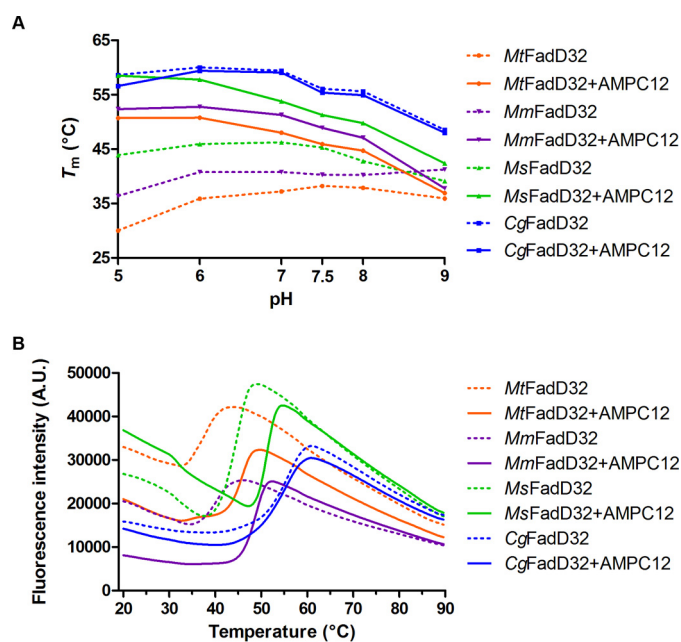 A
65
55
45
35
25
5
6
7
7.5
8
9
Tm (°C)
pH
MtFadD32
MtFadD32+AMPC12
MmFadD32
MmFadD32+AMPC12
MsFadD32
MsFadD32+AMPC12
CgFadD32
CgFadD32+AMPC12
B
50000
40000
30000
20000
10000
0
20
30
40
50
60
70
80
90
Fluorescence intensity (A.U.)
Temperature (°C)
MtFadD32
MtFadD32+AMPC12
MmFadD32
MmFadD32+AMPC12
MsFadD32
MsFadD32+AMPC12
CgFadD32
CgFadD32+AMPC12